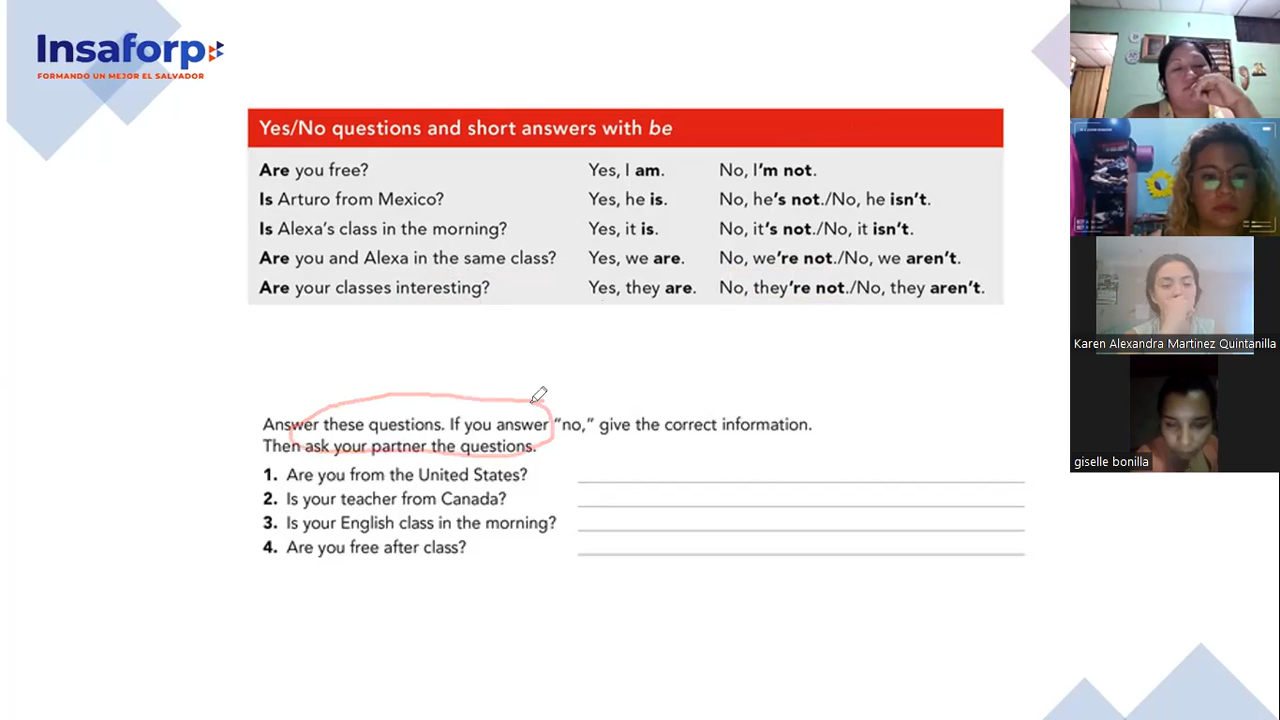 Insaforp
FORMANDO UN MEJOR EL SALVADOR
Yes/No questions and short answers with be
Are you free? Yes, I am. No, I'm not.
Is Arturo from Mexico? Yes, he is. No, he's not./No, he isn't.
Is Alexa's class in the morning? Yes, it is. No, it's not./No, it isn't.
Are you and Alexa in the same class? Yes, we are. No, we're not./No, we aren't.
Are your classes interesting? Yes, they are. No, they're not./No, they aren't.
Answer these questions. If you answer “no,” give the correct information.
Then ask your partner the questions.
1. Are you from the United States?
2. Is your teacher from Canada?
3. Is your English class in the morning?
4. Are you free after class?
Karen Alexandra Martinez Quintanilla
giselle bonilla